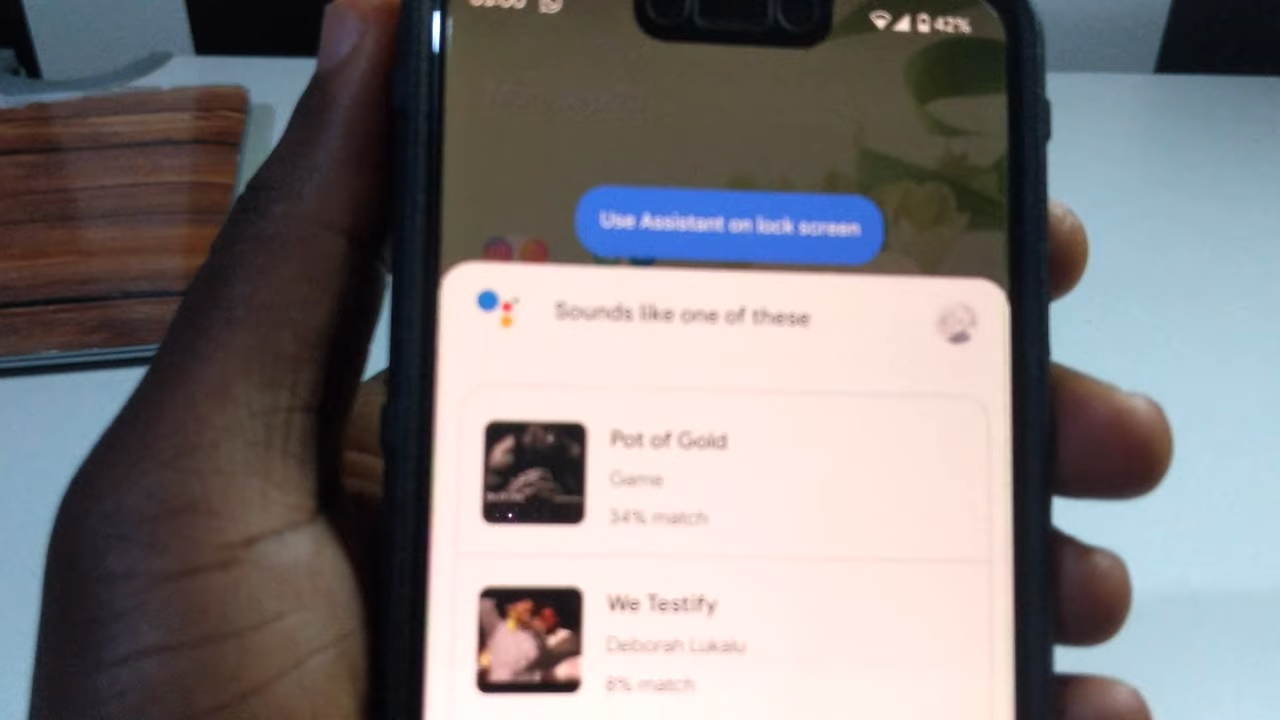 42%
Use Assistant on lock screen
Sounds like one of these
Pot of Gold
Game
34% match
We Testify
Deborah Lukalu
8% match